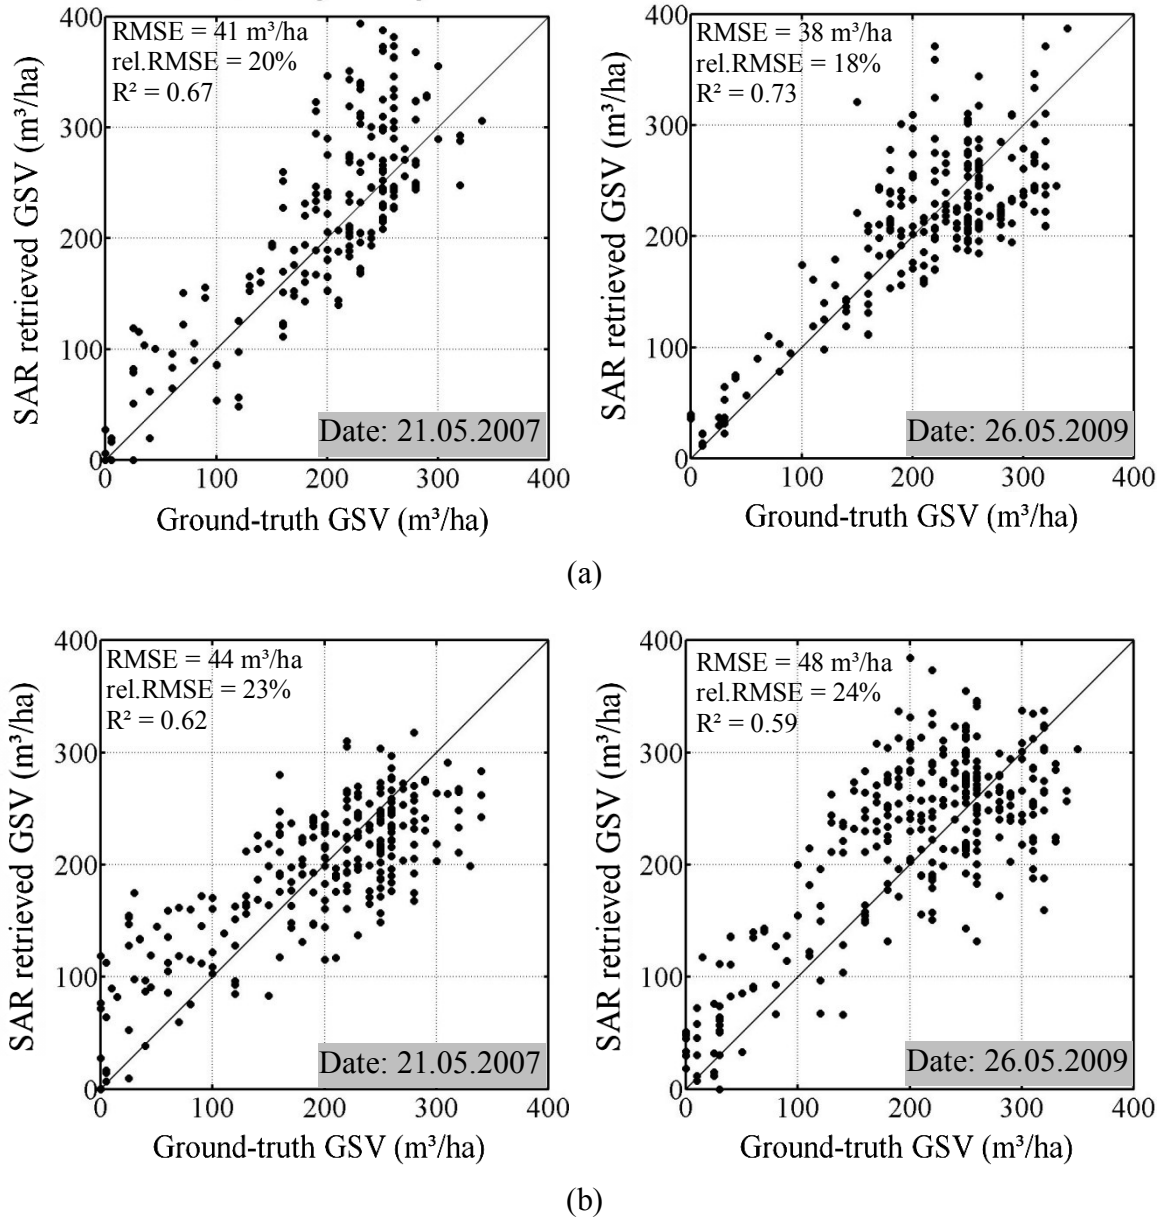 400
300
200
100
0
SAR retrieved GSV (m³/ha)
RMSE = 41 m³/ha
rel.RMSE = 20%
R² = 0.67
Date: 21.05.2007
0 100 200 300 400
Ground-truth GSV (m³/ha)
400
300
200
100
0
SAR retrieved GSV (m³/ha)
RMSE = 38 m³/ha
rel.RMSE = 18%
R² = 0.73
Date: 26.05.2009
0 100 200 300 400
Ground-truth GSV (m³/ha)
(a)
400
300
200
100
0
SAR retrieved GSV (m³/ha)
RMSE = 44 m³/ha
rel.RMSE = 23%
R² = 0.62
Date: 21.05.2007
0 100 200 300 400
Ground-truth GSV (m³/ha)
400
300
200
100
0
SAR retrieved GSV (m³/ha)
RMSE = 48 m³/ha
rel.RMSE = 24%
R² = 0.59
Date: 26.05.2009
0 100 200 300 400
Ground-truth GSV (m³/ha)
(b)